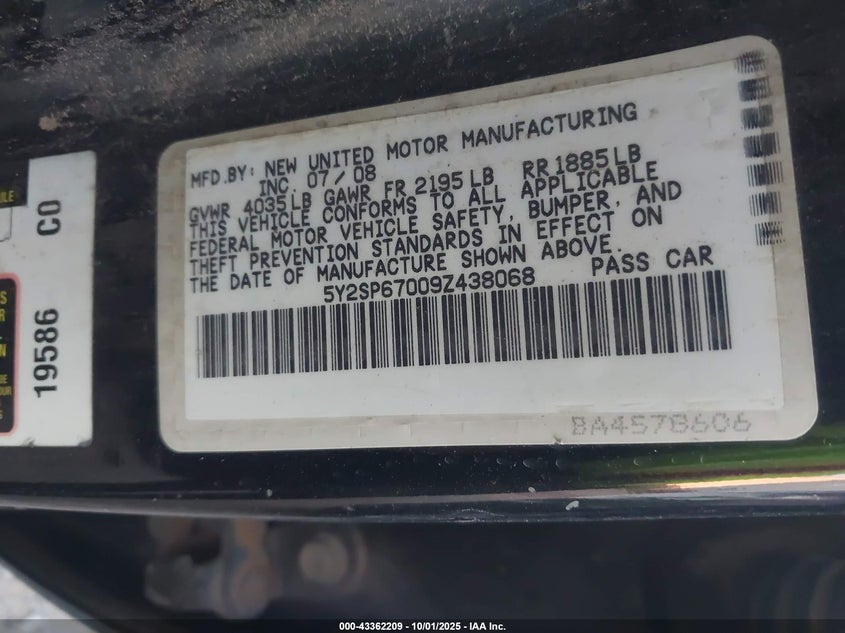 MFD.BY: NEW UNITED MOTOR MANUFACTURING
INC. 07/08
GVWR 4035LB GAWR FR 2195LB RR 1885LB
THIS VEHICLE CONFORMS TO ALL APPLICABLE
FEDERAL MOTOR VEHICLE SAFETY, BUMPER, AND
THEFT PREVENTION STANDARDS IN EFFECT ON
THE DATE OF MANUFACTURE SHOWN ABOVE.
5Y2SP67009Z438068 PASS CAR
BA457B606
19586 CO
000-43362209 - 10/01/2025 - IAA Inc.